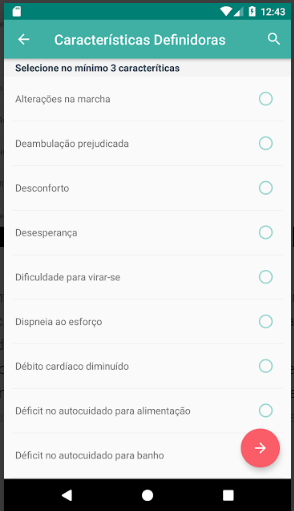 12:43
Características Definidoras
Selecione no mínimo 3 caracteríticas
Alterações na marcha
Deambulação prejudicada
Desconforto
Desesperança
Dificuldade para virar-se
Dispneia ao esforço
Débito cardíaco diminuído
Déficit no autocuidado para alimentação
Déficit no autocuidado para banho